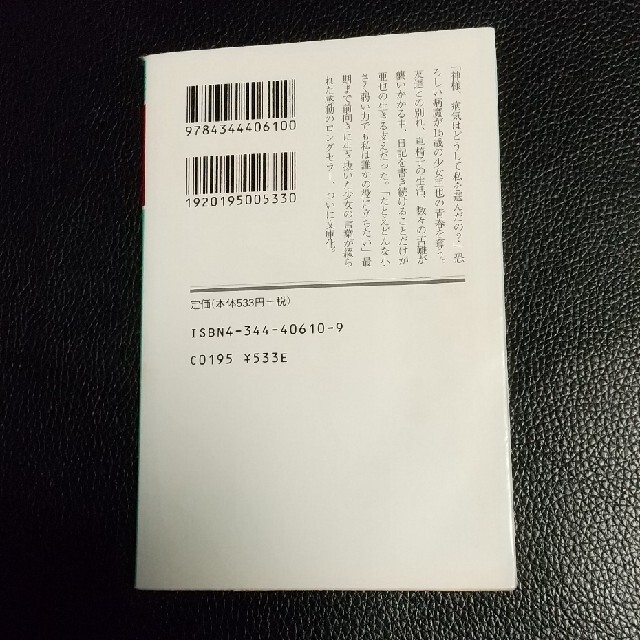 「神様、病気はどうして私を選んだの?」恐
ろしい病魔が15歳の少女亜也の青春を奪う。
友達との別れ、車椅子の生活、数々の苦難が
襲いかかる中、日記を書き続けることだけが
亜也の生きる支えだった。「たとえどんな小
さく弱い力でも私は誰かの役に立ちたい」最
期まで前向きに生き抜いた少女の言葉が綴ら
れた感動のロングセラー、ついに文庫化。
9784344406100
1920195005330
定価(本体533円+税)
ISBN4-344-40610-9
C0195 ¥533E